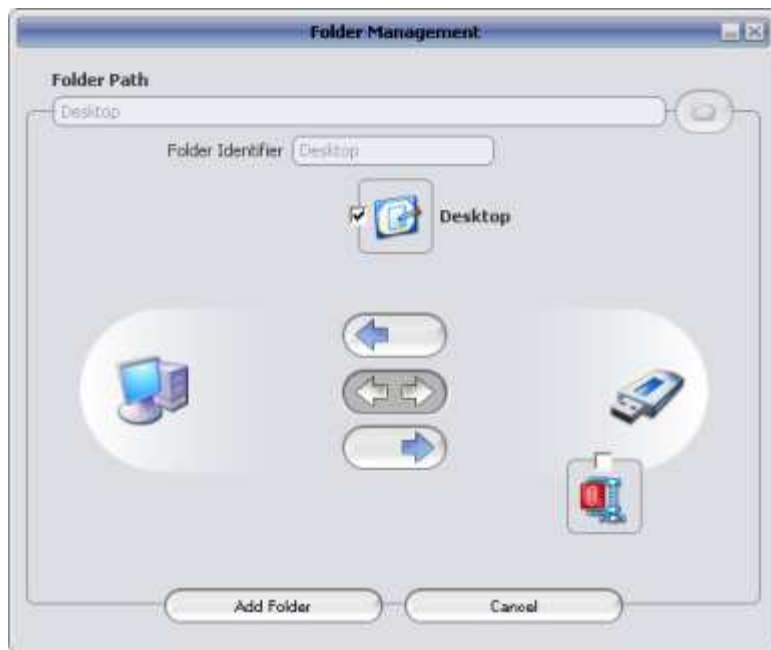 Folder Management
Folder Path
Desktop
Folder Identifier Desktop
Desktop
Add Folder Cancel